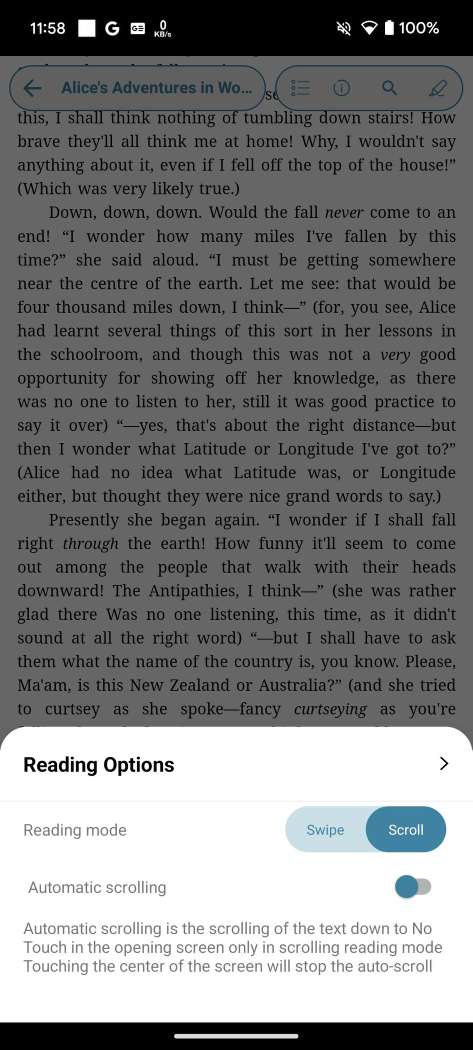 11:58 G GE 0 KB/s 100%
Alice's Adventures in Wo...
this, I shall think nothing of tumbling down stairs! How
brave they'll all think me at home! Why, I wouldn't say
anything about it, even if I fell off the top of the house!”
(Which was very likely true.)
Down, down, down. Would the fall never come to an
end! “I wonder how many miles I've fallen by this
time?” she said aloud. “I must be getting somewhere
near the centre of the earth. Let me see: that would be
four thousand miles down, I think—” (for, you see, Alice
had learnt several things of this sort in her lessons in
the schoolroom, and though this was not a very good
opportunity for showing off her knowledge, as there
was no one to listen to her, still it was good practice to
say it over) “—yes, that's about the right distance—but
then I wonder what Latitude or Longitude I've got to?”
(Alice had no idea what Latitude was, or Longitude
either, but thought they were nice grand words to say.)
Presently she began again. “I wonder if I shall fall
right through the earth! How funny it'll seem to come
out among the people that walk with their heads
downward! The Antipathies, I think—” (she was rather
glad there Was no one listening, this time, as it didn't
sound at all the right word) “—but I shall have to ask
them what the name of the country is, you know. Please,
Ma'am, is this New Zealand or Australia?” (and she tried
to curtsey as she spoke—fancy curtseying as you're
Reading Options
Reading mode Swipe Scroll
Automatic scrolling
Automatic scrolling is the scrolling of the text down to No
Touch in the opening screen only in scrolling reading mode
Touching the center of the screen will stop the auto-scroll